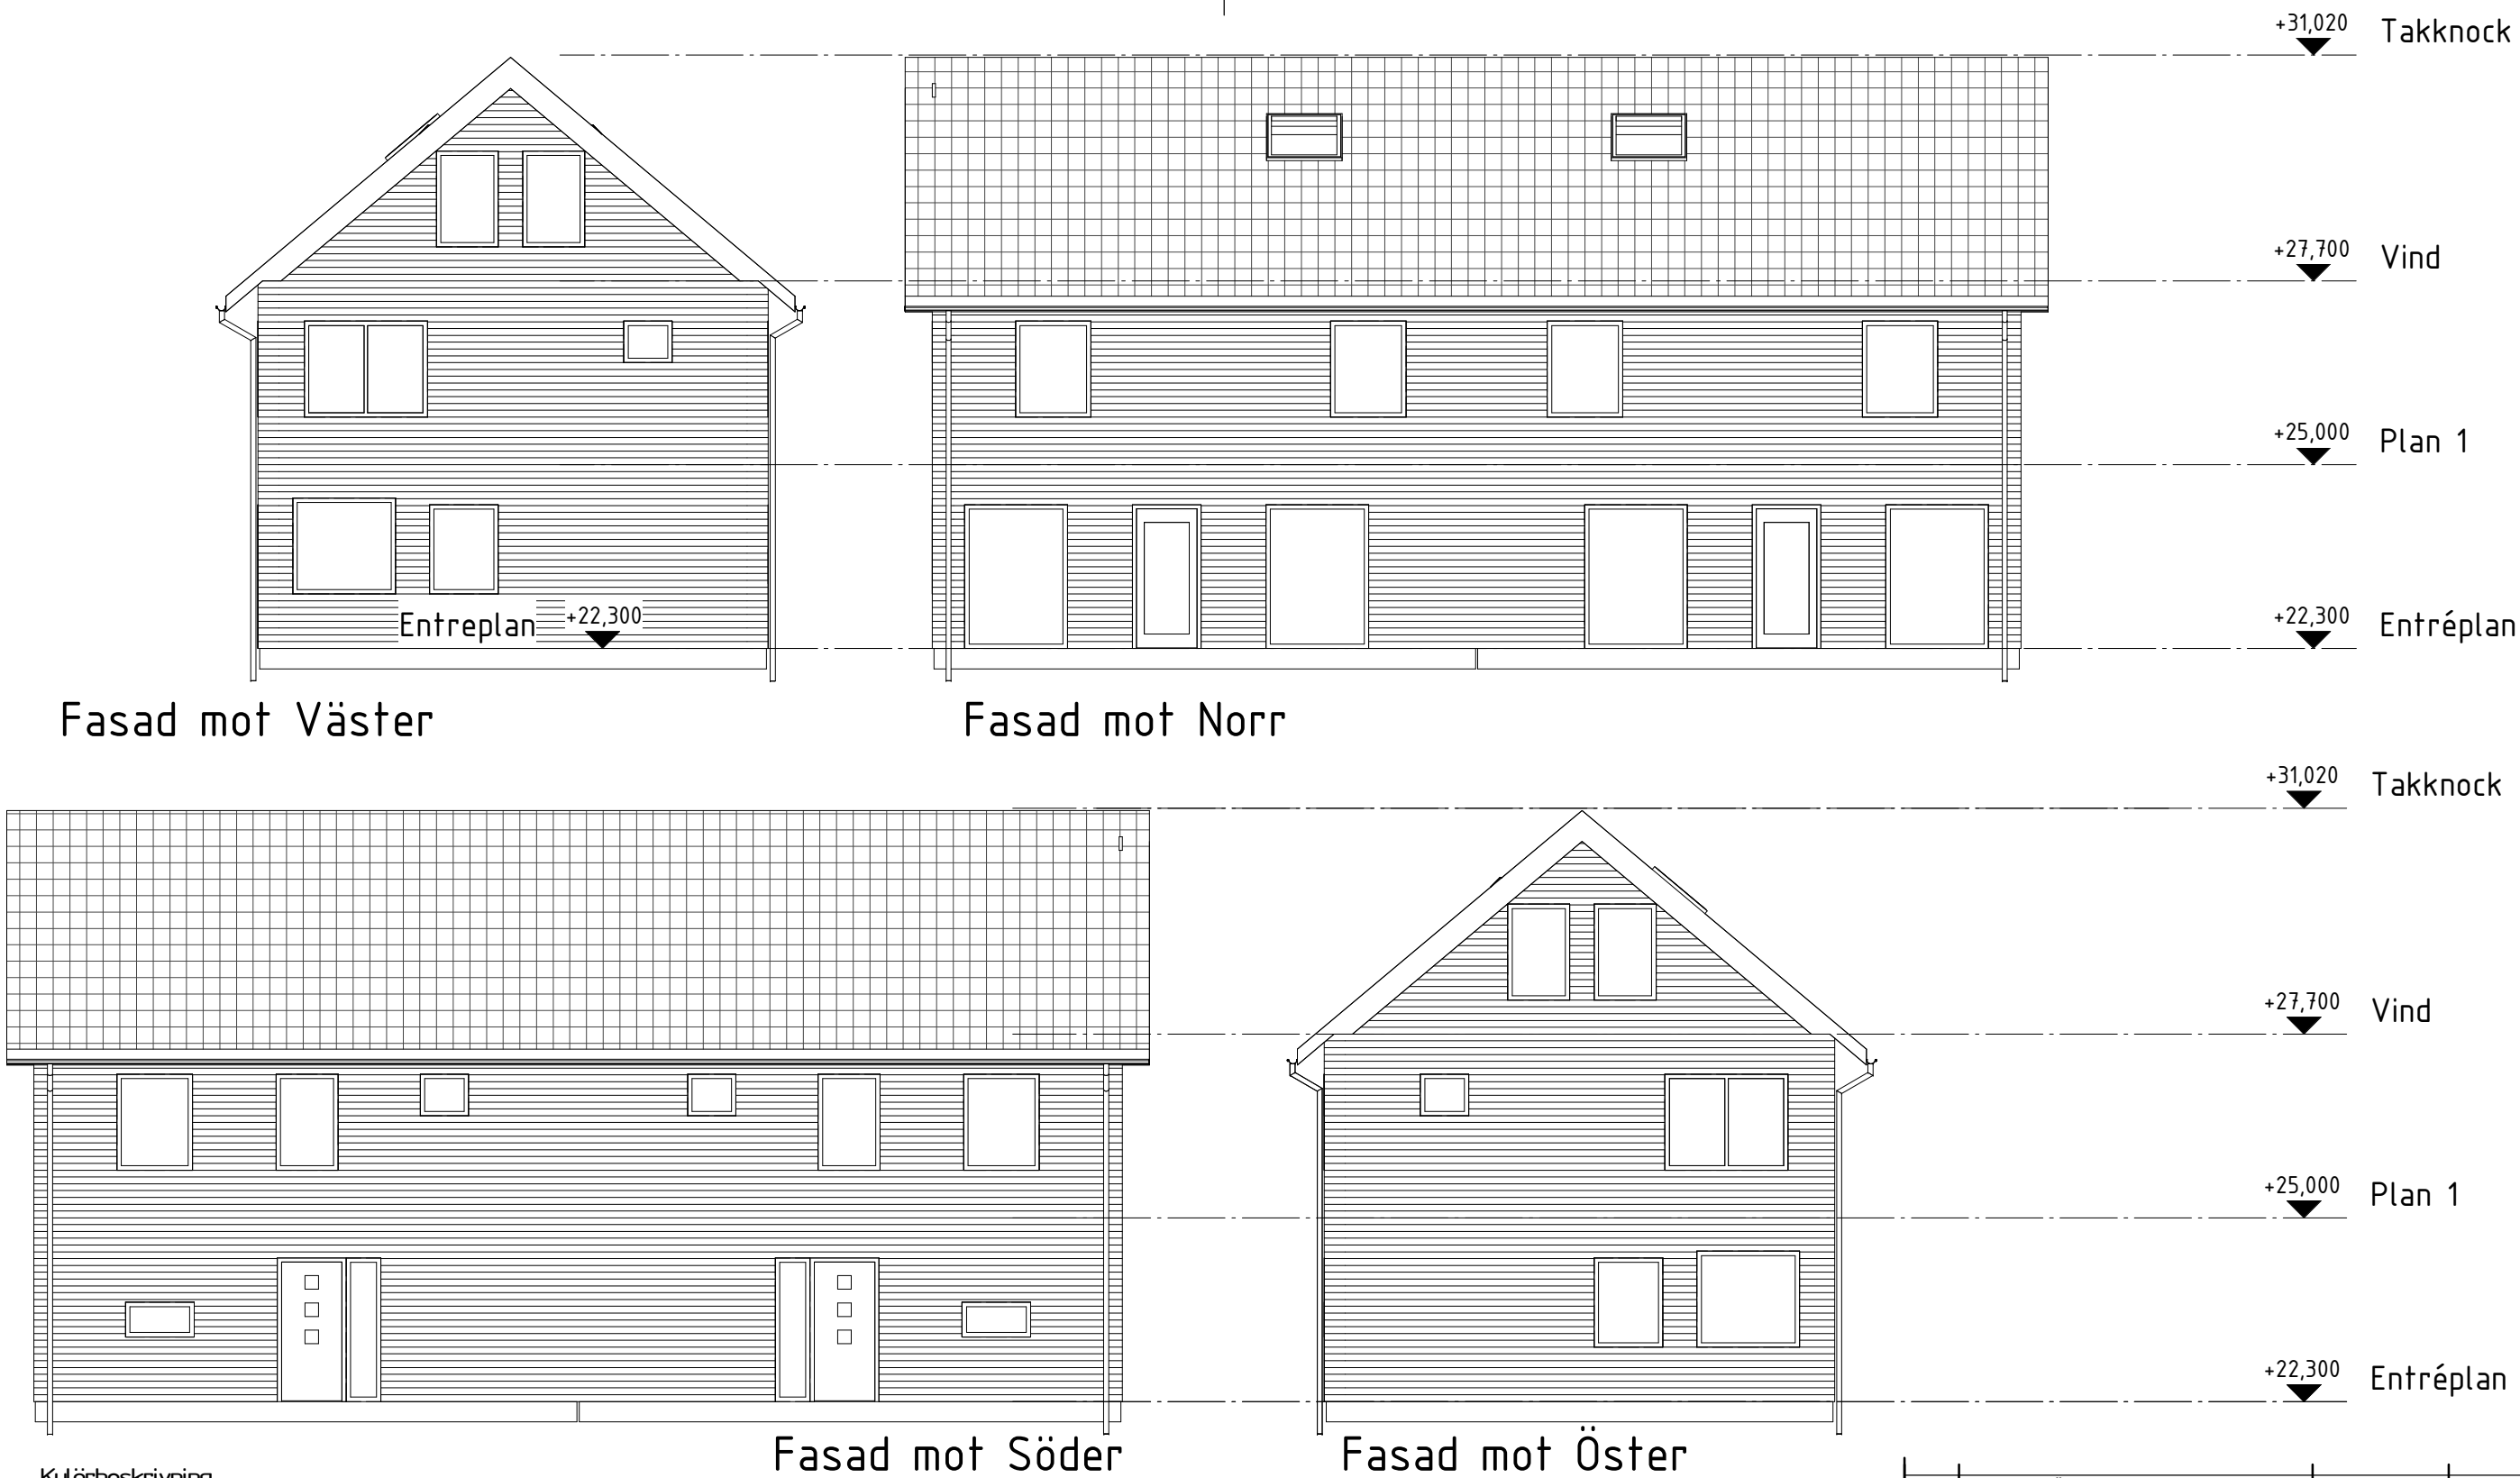 +31,020 Takknock
+27,700 Vind
+25,000 Plan 1
Entreplan +22,300
+22,300 Entréplan
Fasad mot Väster
Fasad mot Norr
+31,020 Takknock
+27,700 Vind
+25,000 Plan 1
+22,300 Entréplan
Fasad mot Söder
Fasad mot Öster
Kulörbeskrivning